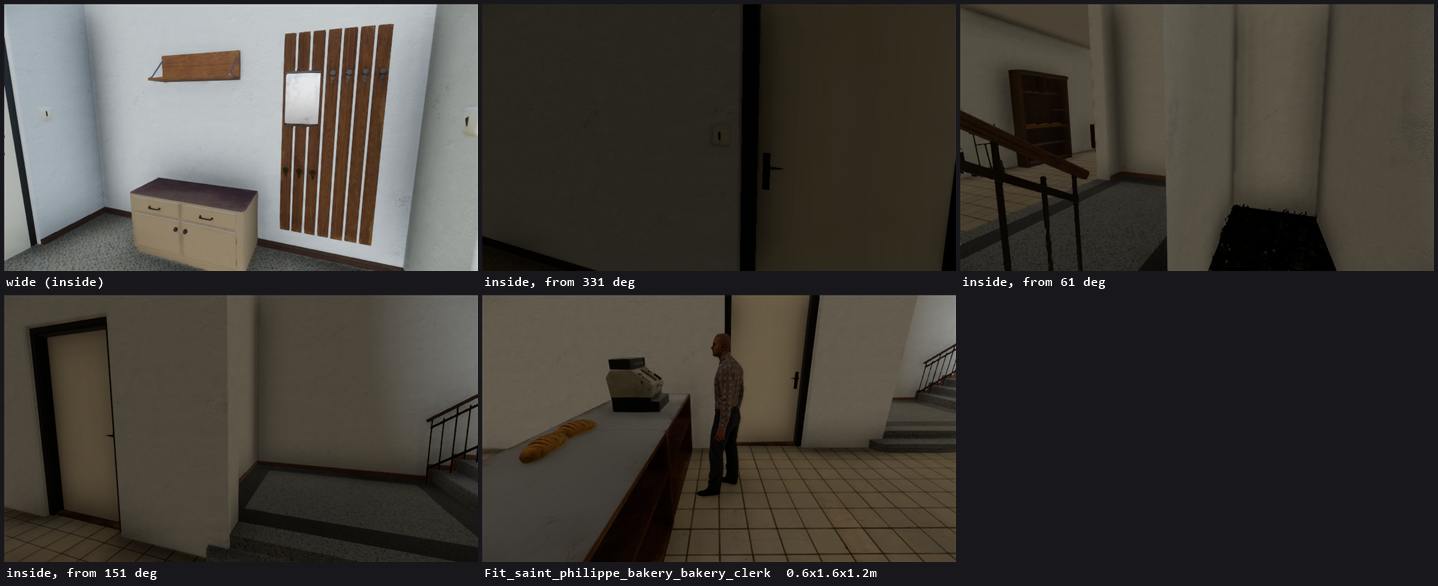 wide (inside)
inside, from 331 deg
inside, from 61 deg
inside, from 151 deg
Fit_saint_philippe_bakery_bakery_clerk  0.6x1.6x1.2m